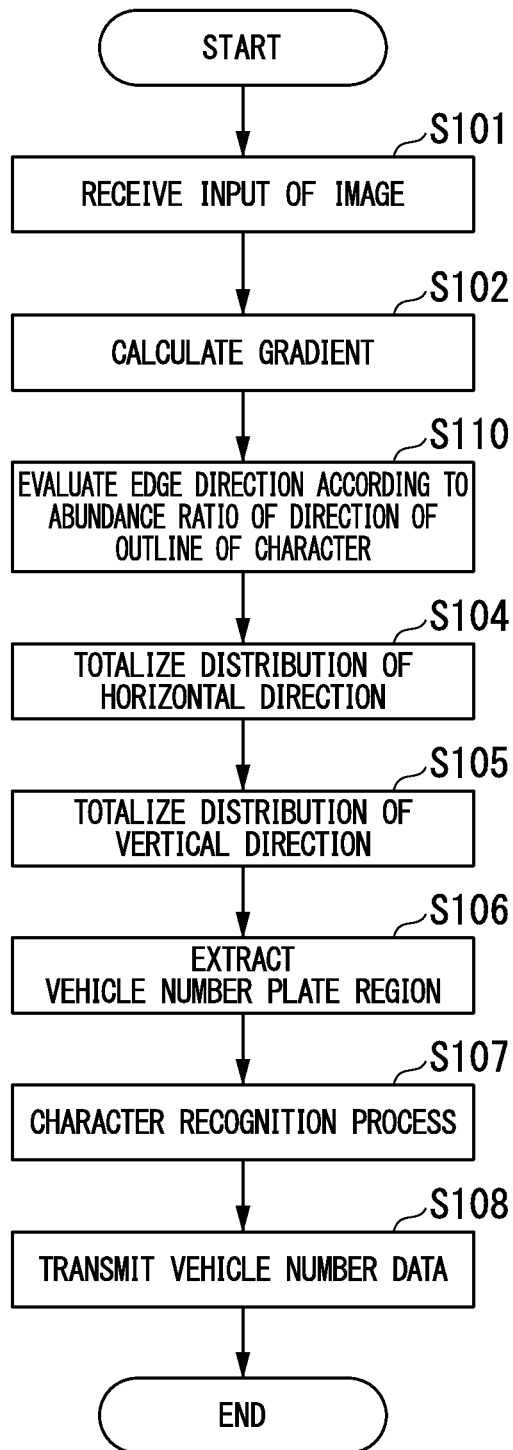 START
S101
RECEIVE INPUT OF IMAGE
S102
CALCULATE GRADIENT
S110
EVALUATE EDGE DIRECTION ACCORDING TO
ABUNDANCE RATIO OF DIRECTION OF
OUTLINE OF CHARACTER
S104
TOTALIZE DISTRIBUTION OF
HORIZONTAL DIRECTION
S105
TOTALIZE DISTRIBUTION OF
VERTICAL DIRECTION
S106
EXTRACT
VEHICLE NUMBER PLATE REGION
S107
CHARACTER RECOGNITION PROCESS
S108
TRANSMIT VEHICLE NUMBER DATA
END